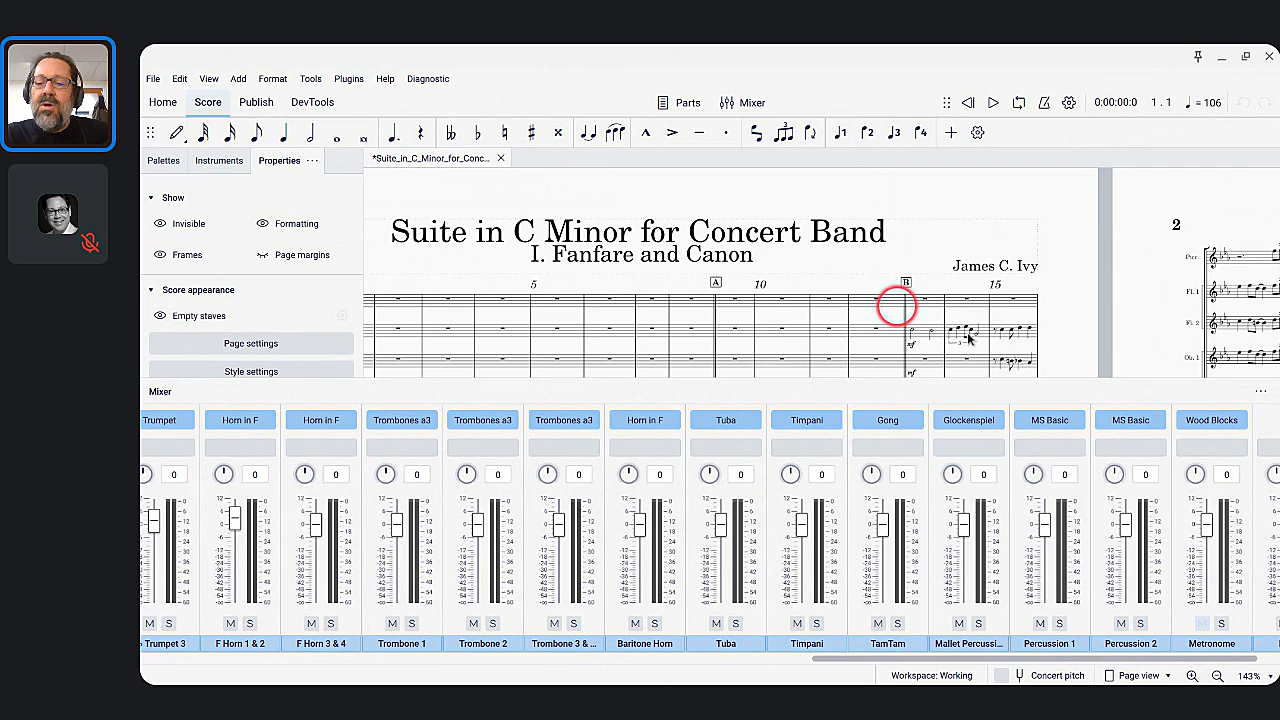 File Edit View Add Format Tools Plugins Help Diagnostic
Home Score Publish DevTools Parts Mixer 0:00:00:0 1 . 1 = 106
Palettes Instruments Properties *Suite_in_C_Minor_for_Conc...
Show
Invisible Formatting
Frames Page margins
Score appearance
Empty staves
Page settings
Style settings
Suite in C Minor for Concert Band
I. Fanfare and Canon
James C. Ivy
5 A 10 B 15
mf
mf
3
2
Fl. 1
Fl. 2
Ob. 1
Mixer
Trumpet Horn in F Horn in F Trombones a3 Trombones a3 Trombones a3 Horn in F Tuba Timpani Gong Glockenspiel MS Basic MS Basic Wood Blocks
0 0 0 0 0 0 0 0 0 0 0 0 0 0
M S M S M S M S M S M S M S M S M S M S M S M S M S M S
Trumpet 3 F Horn 1 & 2 F Horn 3 & 4 Trombone 1 Trombone 2 Trombone 3 & ... Baritone Horn Tuba Timpani TamTam Mallet Percussi... Percussion 1 Percussion 2 Metronome
Workspace: Working Concert pitch Page view 143%